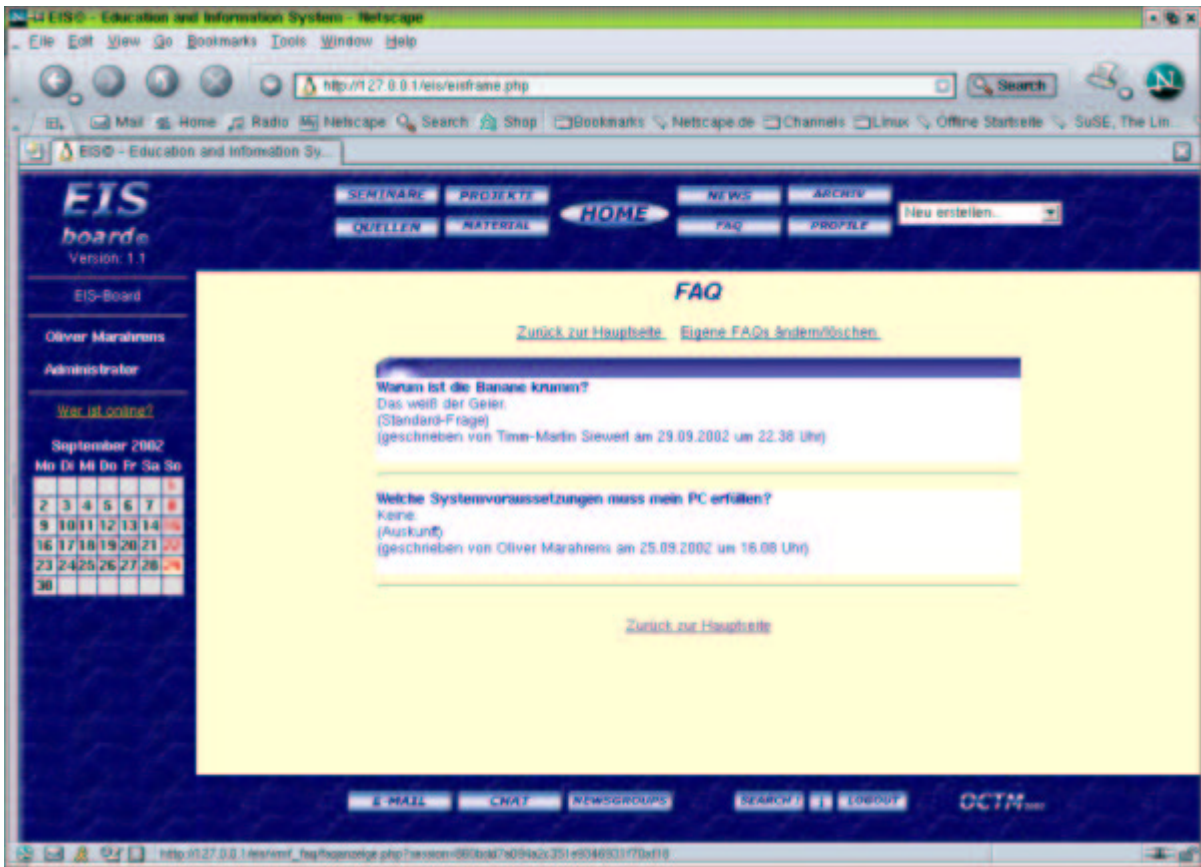 EIS© - Education and Information System - Netscape
File Edit View Go Bookmarks Tools Window Help
http://127.0.0.1/eis/eisframe.php
Search
Mail Home Radio Netscape Search Shop Bookmarks Netscape.de Channels Linux Offline Startseite SuSE, The Lin...
EIS© - Education and Information Sy...
EIS
board
Version: 1.1
SEMINARE PROJEKTE HOME NEWS ARCHIV
QUELLEN MATERIAL FAQ PROFILE
Neu erstellen...
EIS-Board
Oliver Marahrens
Administrator
Wer ist online?
September 2002
Mo Di Mi Do Fr Sa So
1
2 3 4 5 6 7 8
9 10 11 12 13 14 15
16 17 18 19 20 21 22
23 24 25 26 27 28 29
30
FAQ
Zurück zur Hauptseite Eigene FAQs ändern/löschen
Warum ist die Banane krumm?
Das weiß der Geier.
(Standard-Frage)
(geschrieben von Timm-Martin Siewert am 29.09.2002 um 22.38 Uhr)
Welche Systemvoraussetzungen muss mein PC erfüllen?
Keine.
(Auskunft)
(geschrieben von Oliver Marahrens am 25.09.2002 um 16.08 Uhr)
Zurück zur Hauptseite
E-MAIL CHAT NEWSGROUPS SEARCH ! i LOGOUT OCTM